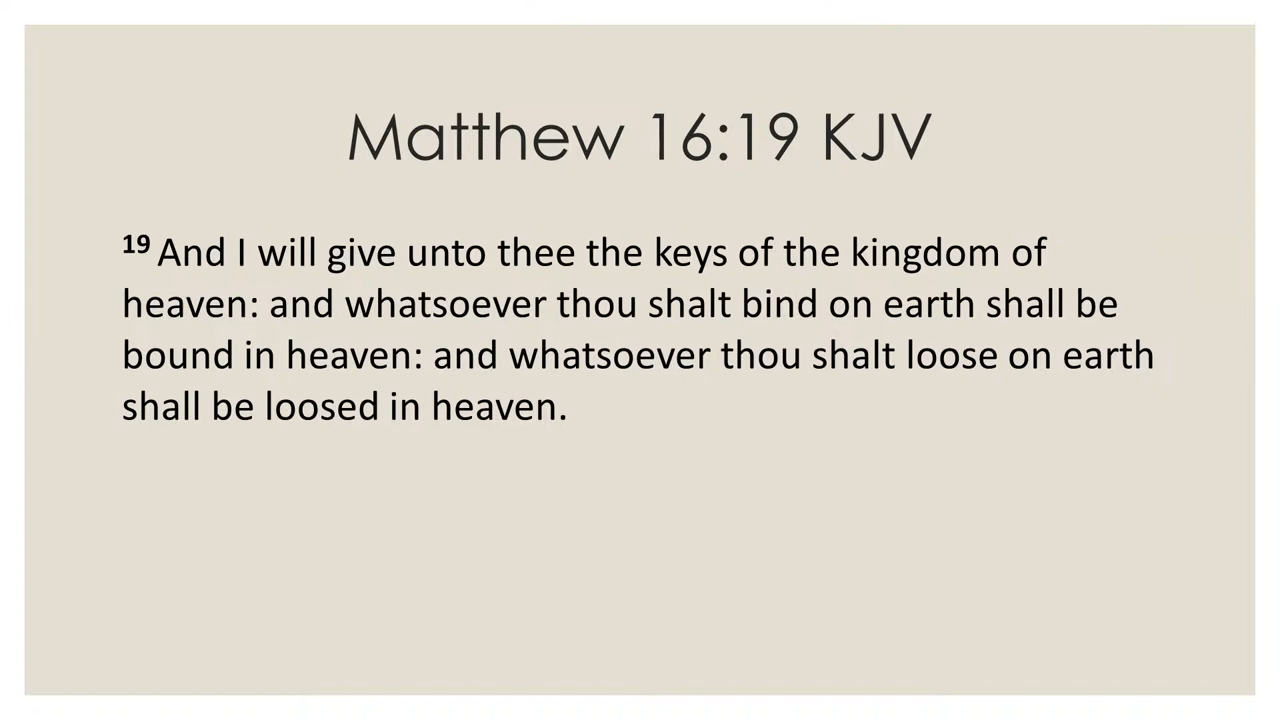 Matthew 16:19 KJV
19 And I will give unto thee the keys of the kingdom of
heaven: and whatsoever thou shalt bind on earth shall be
bound in heaven: and whatsoever thou shalt loose on earth
shall be loosed in heaven.